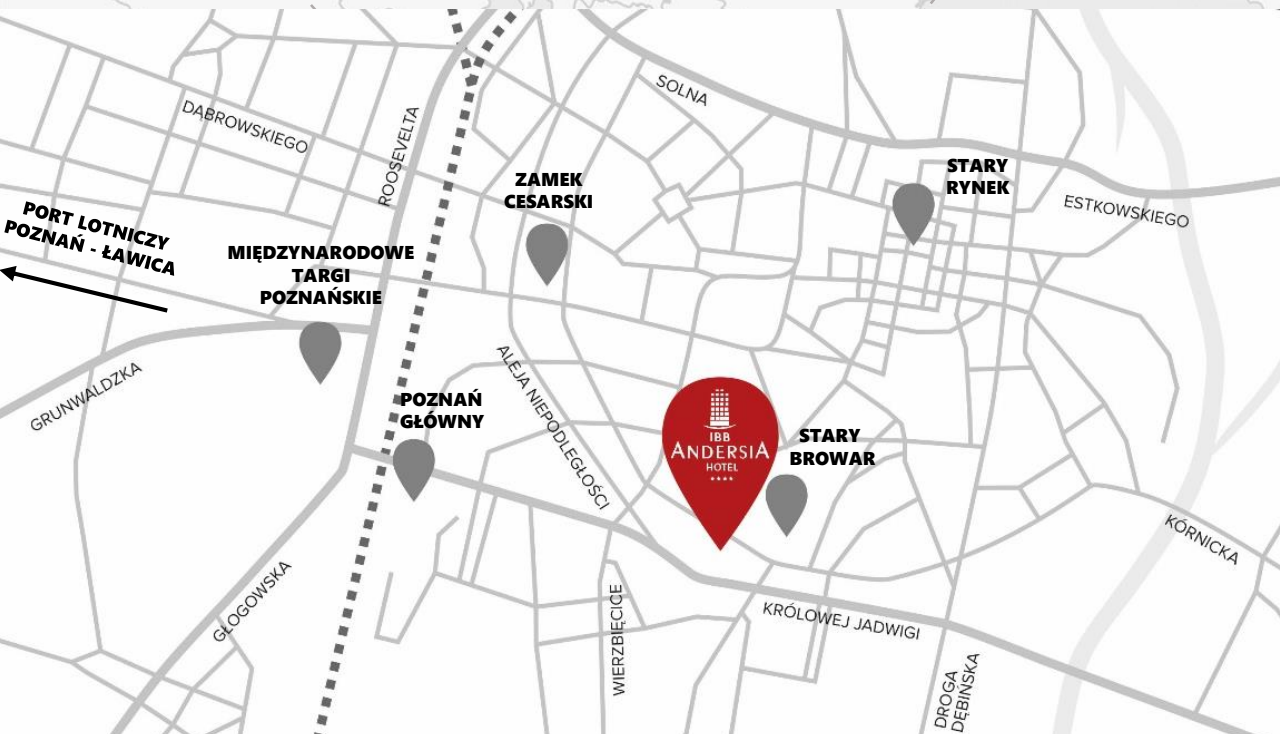 SOLNA
DĄBROWSKIEGO
ROOSEVELTA
STARY
RYNEK
ZAMEK
CESARSKI
ESTKOWSKIEGO
PORT LOTNICZY
POZNAŃ - ŁAWICA
MIĘDZYNARODOWE
TARGI
POZNAŃSKIE
GRUNWALDZKA
ALEJA NIEPODLEGŁOŚCI
POZNAŃ
GŁÓWNY
IBB
ANDERSIA
HOTEL
STARY
BROWAR
KÓRNICKA
GŁOGOWSKA
WIERZBIĘCICE
KRÓLOWEJ JADWIGI
DROGA
DĘBIŃSKA